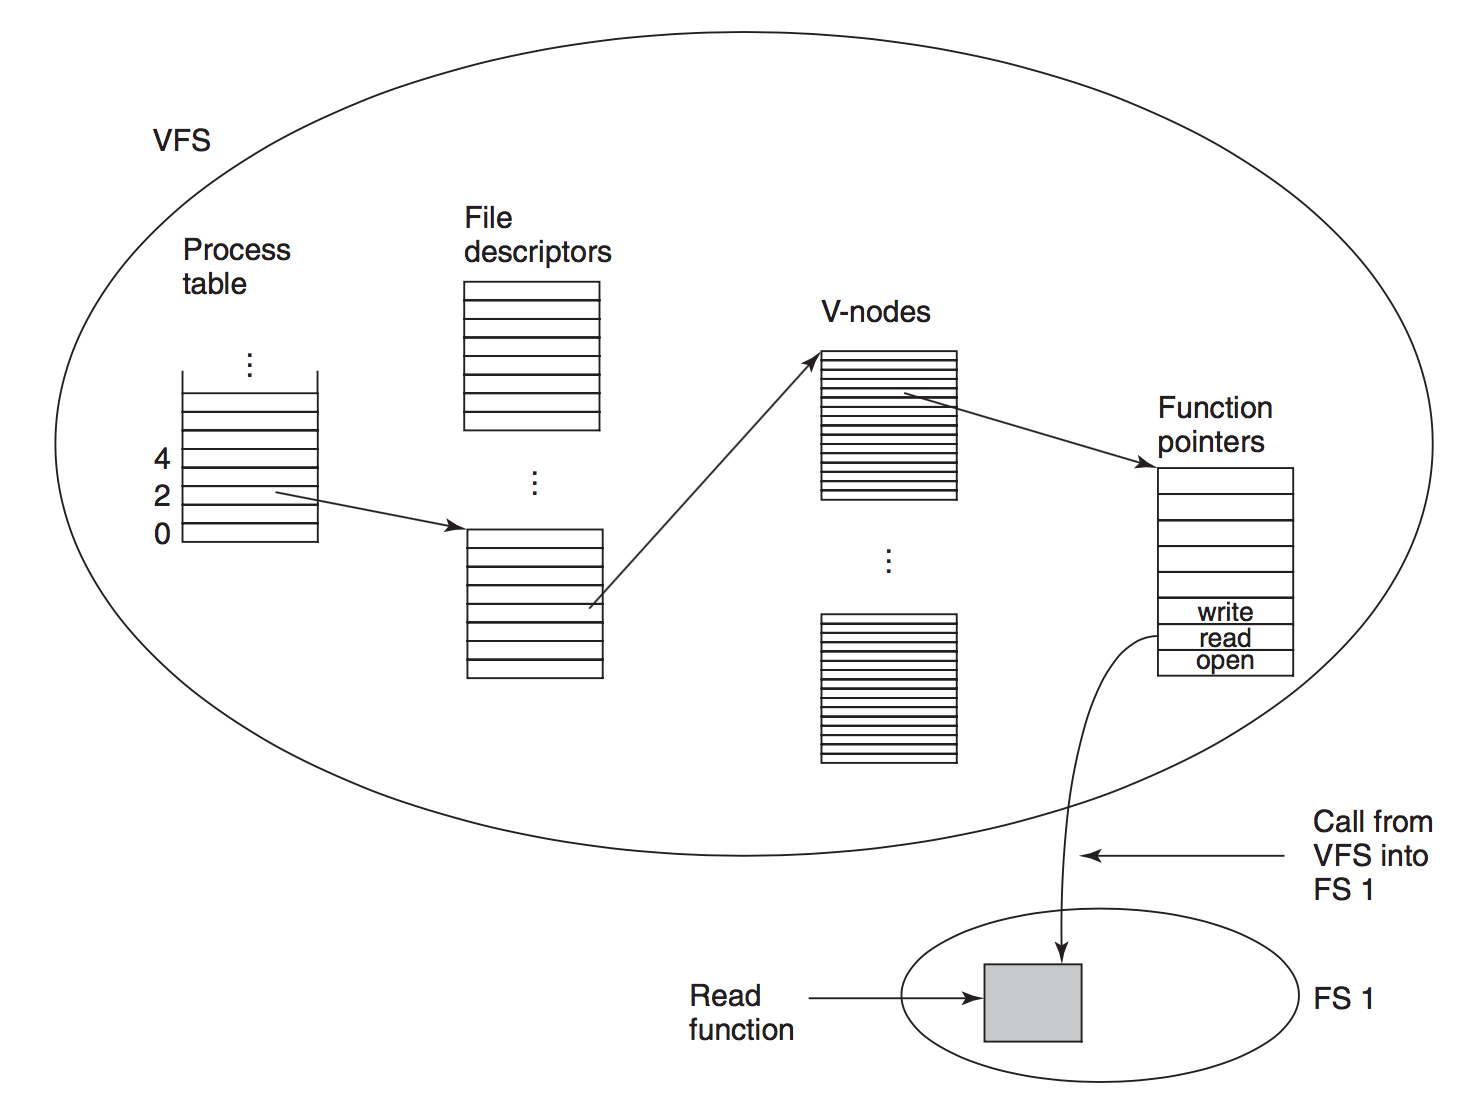 VFS
Process
table
⋮
4
2
0
File
descriptors
⋮
V-nodes
⋮
Function
pointers
write
read
open
Call from
VFS into
FS 1
Read
function
FS 1